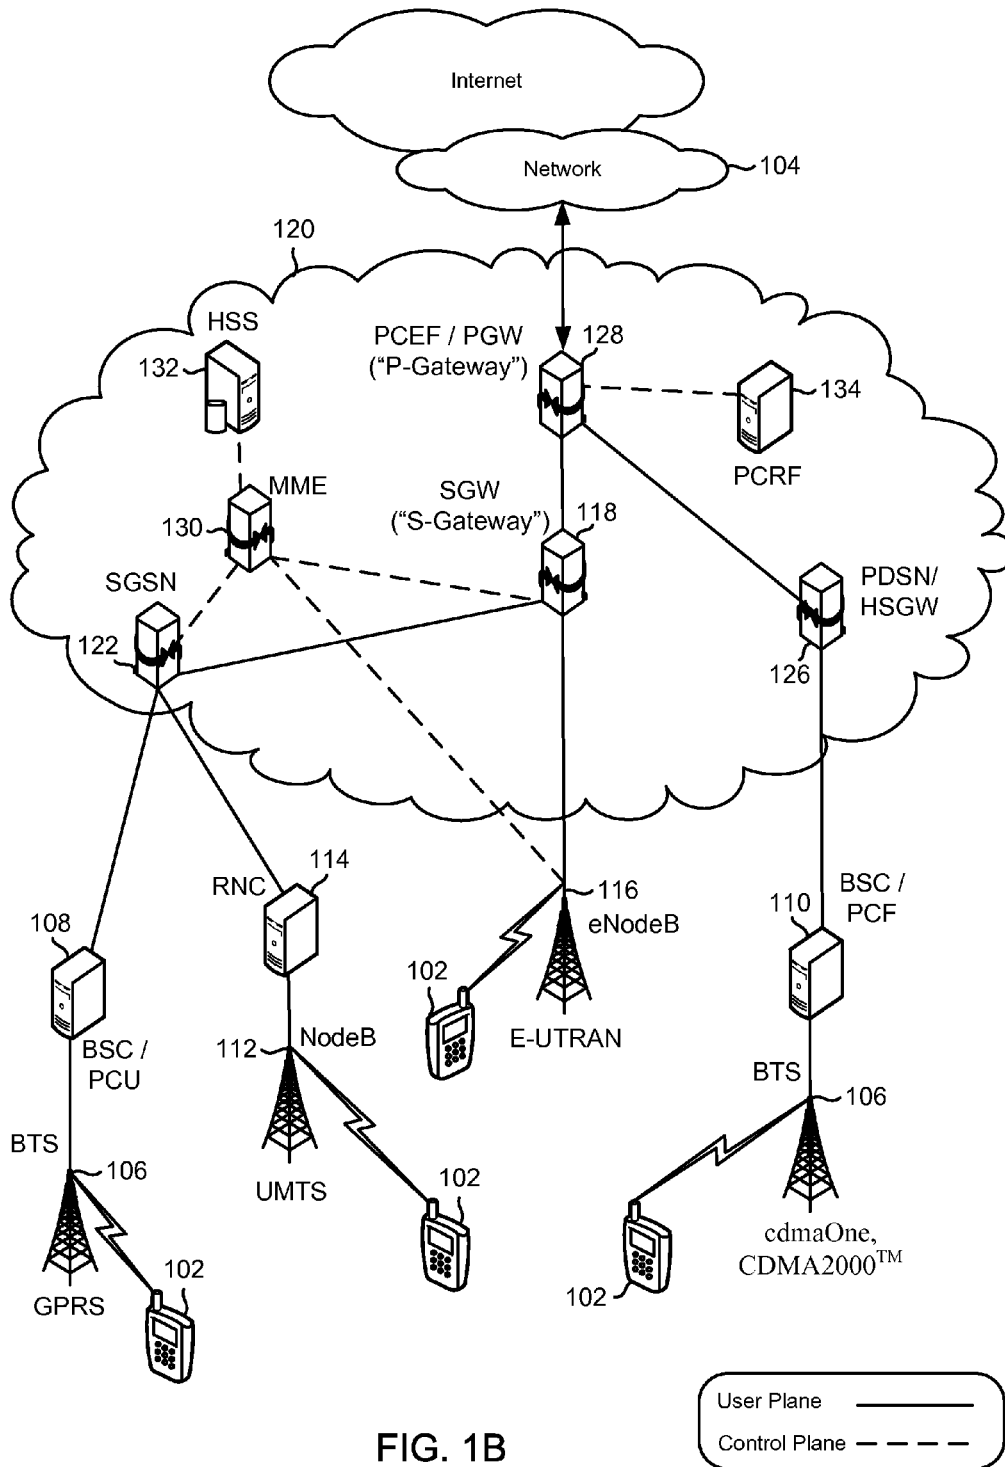 Internet
Network
104
120
HSS
132
PCEF / PGW
(“P-Gateway”)
128
134
PCRF
MME
130
SGW
(“S-Gateway”)
118
SGSN
122
PDSN/
HSGW
126
RNC
114
108
BSC /
PCU
116
eNodeB
102
E-UTRAN
BSC /
PCF
110
NodeB
112
UMTS
102
BTS
106
GPRS
102
BTS
106
cdmaOne,
CDMA2000™
102
User Plane
Control Plane
FIG. 1B